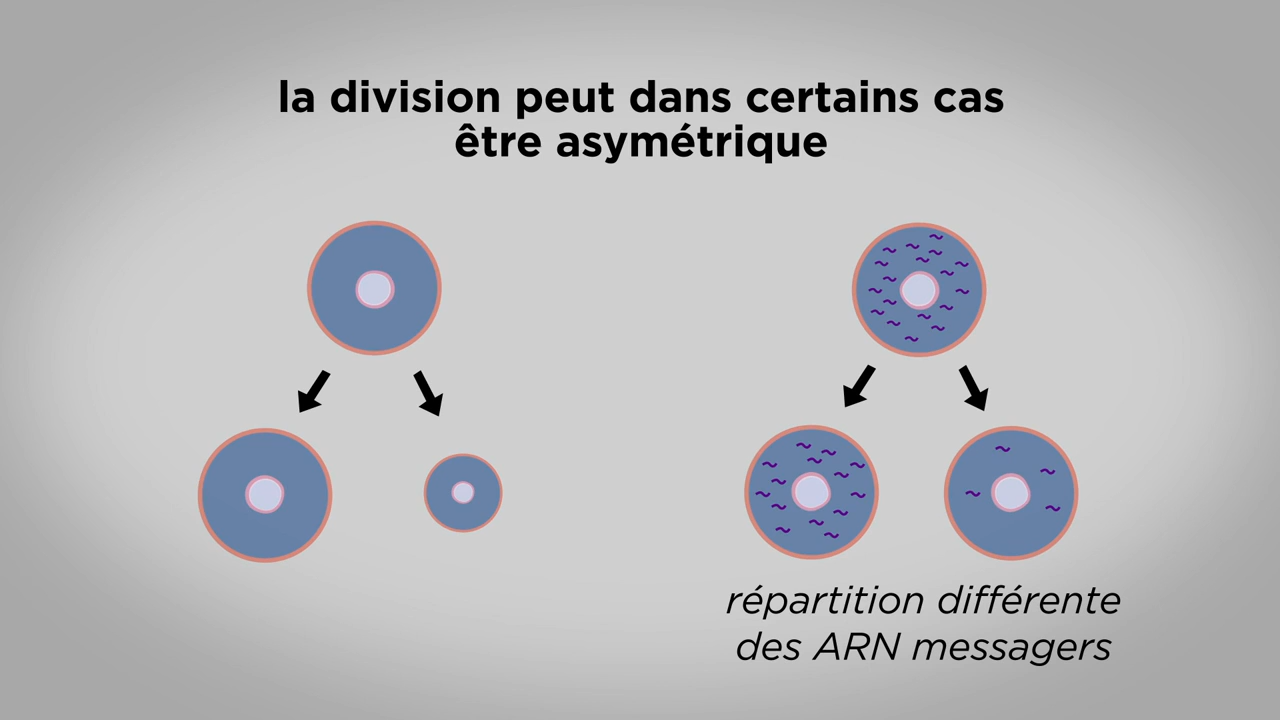 la division peut dans certains cas
être asymétrique
répartition différente
des ARN messagers